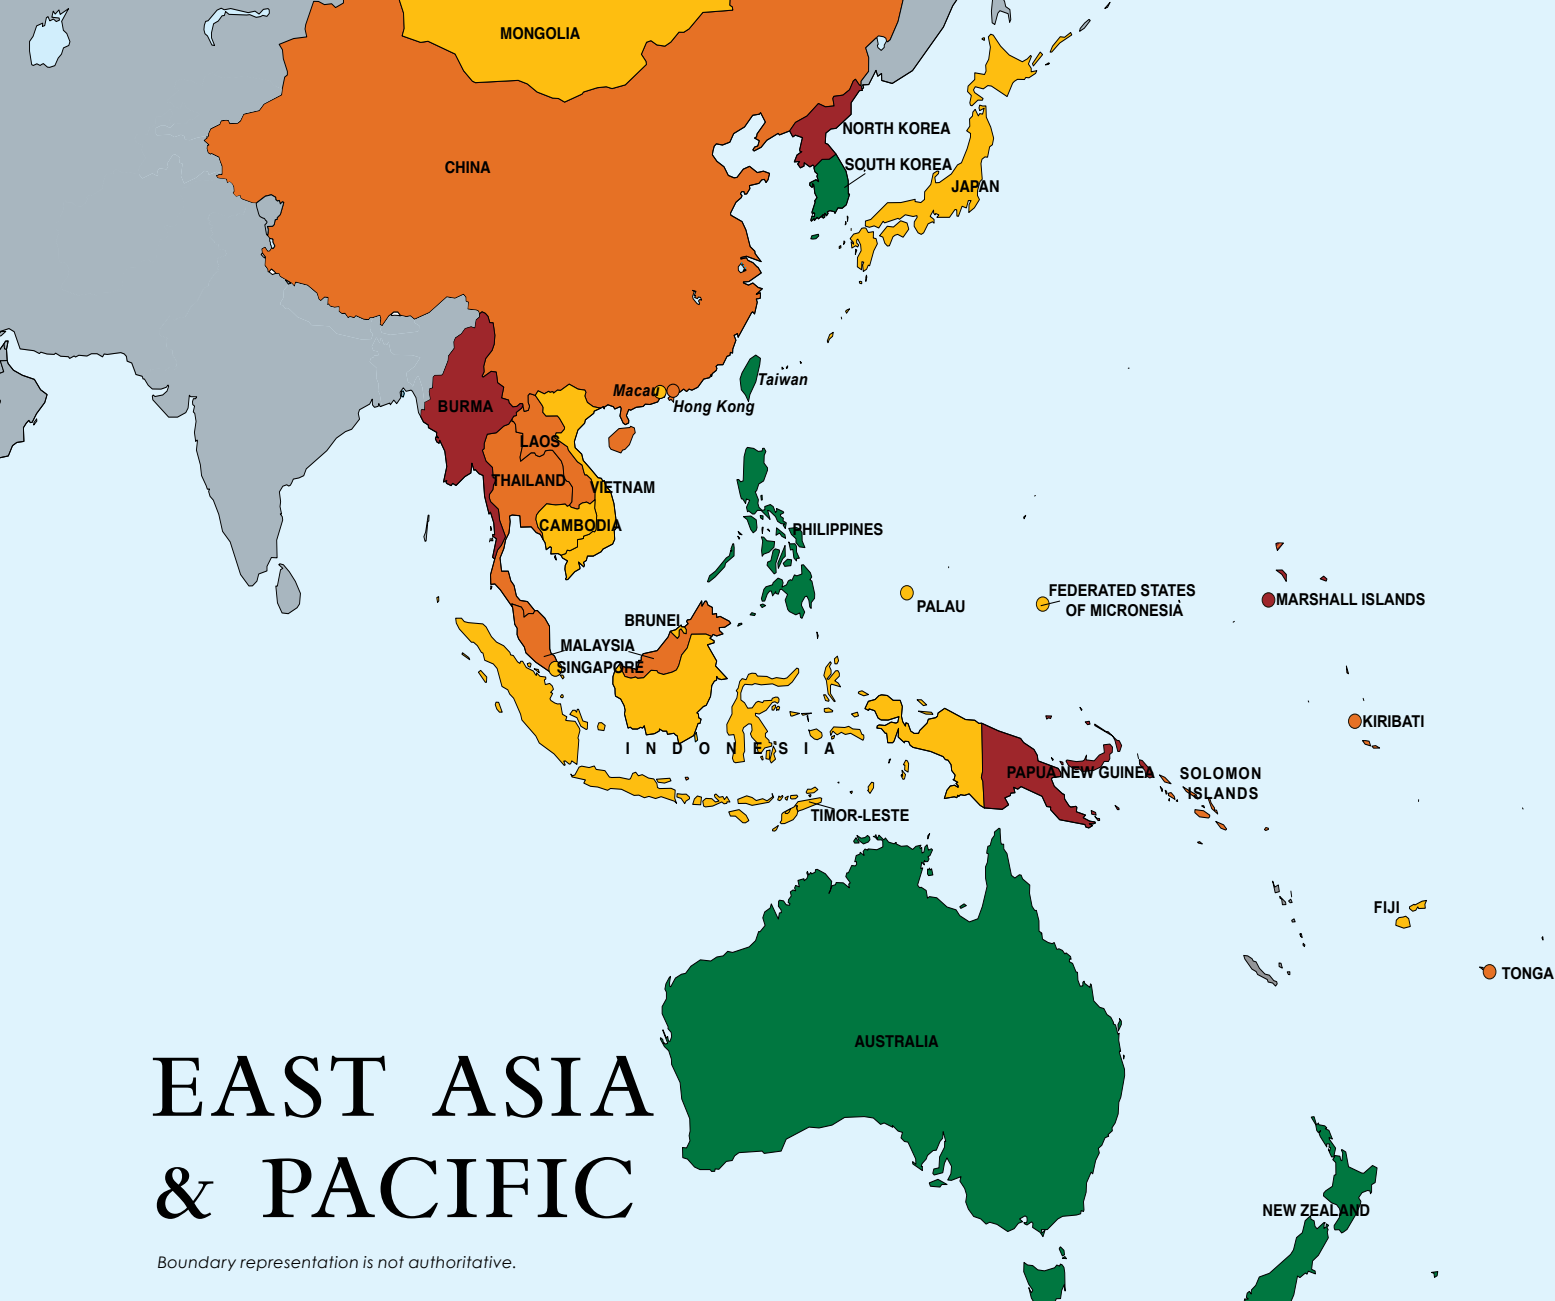 MONGOLIA
NORTH KOREA
CHINA
SOUTH KOREA
JAPAN
Taiwan
Macau
Hong Kong
BURMA
LAOS
THAILAND
VIETNAM
CAMBODIA
PHILIPPINES
FEDERATED STATES
OF MICRONESIA
MARSHALL ISLANDS
PALAU
BRUNEI
MALAYSIA
SINGAPORE
KIRIBATI
INDONESIA
PAPUA NEW GUINEA
SOLOMON
ISLANDS
TIMOR-LESTE
FIJI
TONGA
AUSTRALIA
EAST ASIA
& PACIFIC
NEW ZEALAND
Boundary representation is not authoritative.